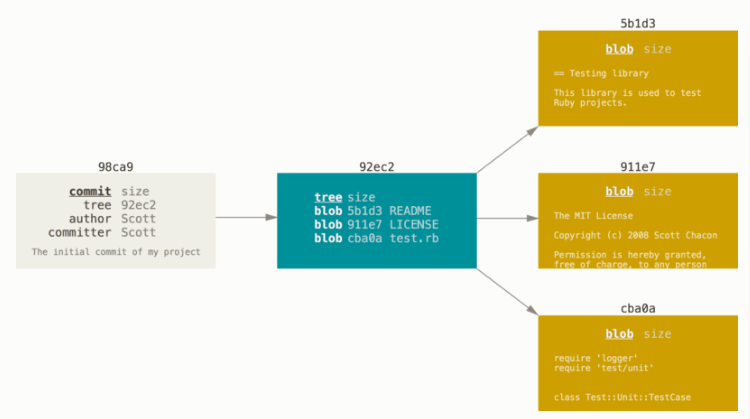 98ca9
commit size
tree 92ec2
author Scott
committer Scott
The initial commit of my project
92ec2
tree size
blob 5b1d3 README
blob 911e7 LICENSE
blob cba0a test.rb
5b1d3
blob size
== Testing library
This library is used to test
Ruby projects.
911e7
blob size
The MIT License
Copyright (c) 2008 Scott Chacon
Permission is hereby granted,
free of charge, to any person
cba0a
blob size
require 'logger'
require 'test/unit'
class Test::Unit::TestCase